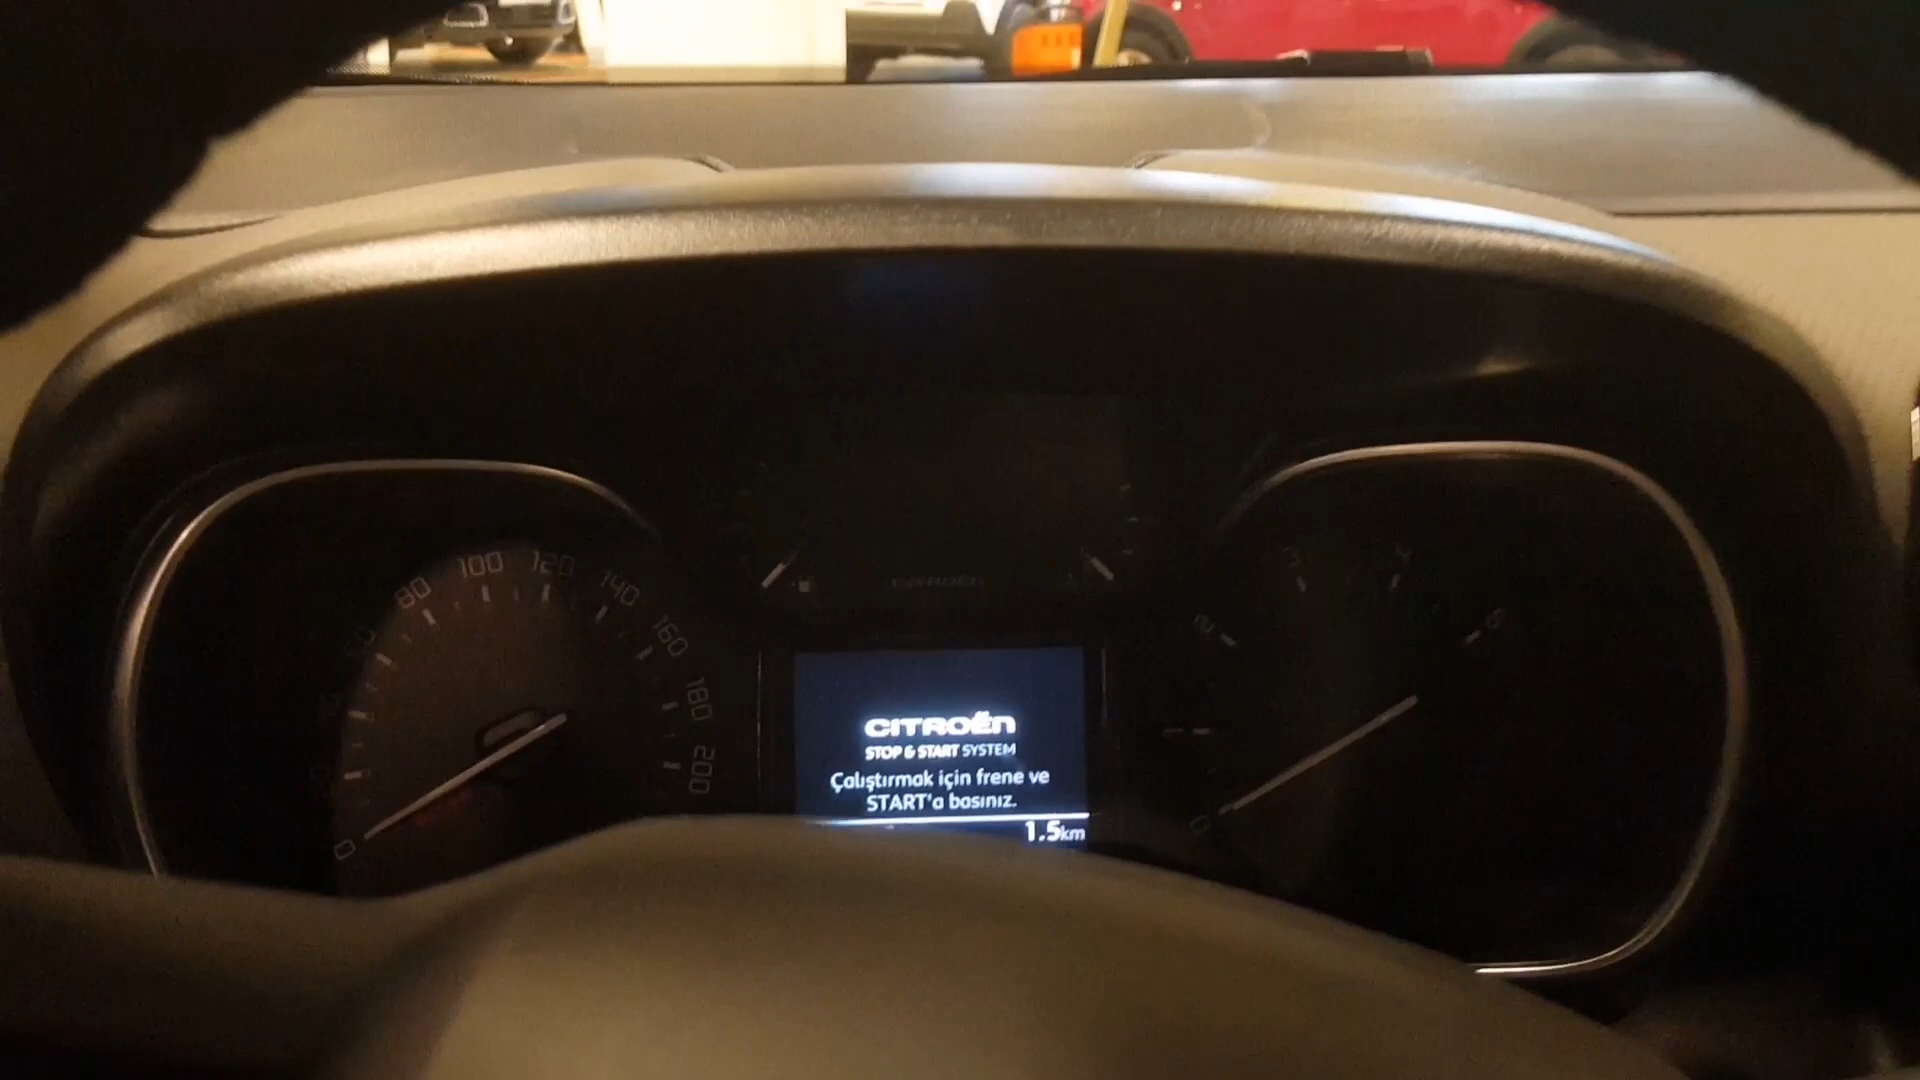 80
100
120
140
160
180
200
0
2
5
CITROËN
STOP & START SYSTEM
Çalıştırmak için frene ve
START'a basınız.
1.5km
0